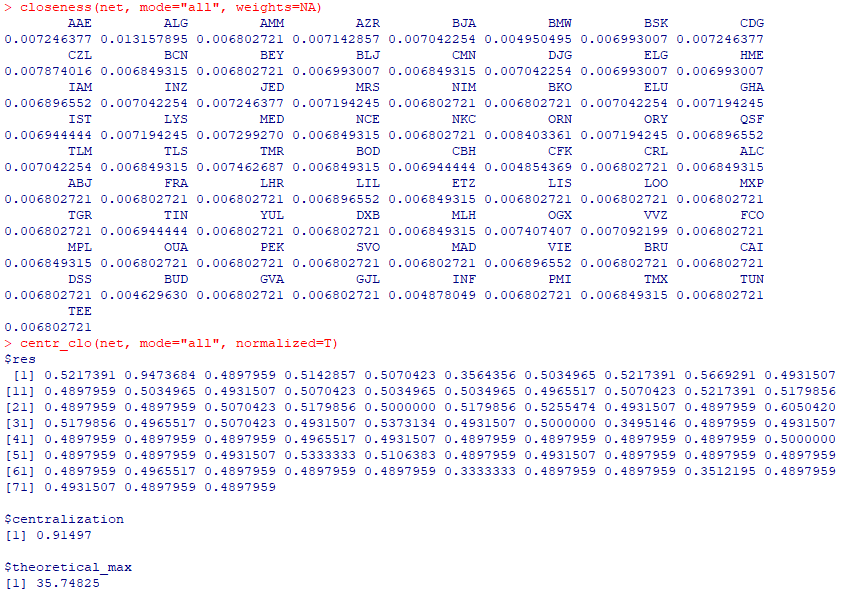 > closeness(net, mode="all", weights=NA)
AAE ALG AMM AZR BJA BMW BSK CDG
0.007246377 0.013157895 0.006802721 0.007142857 0.007042254 0.004950495 0.006993007 0.007246377
CZL BCN BEY BLJ CMN DJG ELG HME
0.007874016 0.006849315 0.006802721 0.006993007 0.006849315 0.007042254 0.006993007 0.006993007
IAM INZ JED MRS NIM BKO ELU GHA
0.006896552 0.007042254 0.007246377 0.007194245 0.006802721 0.006802721 0.007042254 0.007194245
IST LYS MED NCE NKC ORN ORY QSF
0.006944444 0.007194245 0.007299270 0.006849315 0.006802721 0.008403361 0.007194245 0.006896552
TLM TLS TMR BOD CBH CFK CRL ALC
0.007042254 0.006849315 0.007462687 0.006849315 0.006944444 0.004854369 0.006802721 0.006849315
ABJ FRA LHR LIL ETZ LIS LOO MXP
0.006802721 0.006802721 0.006802721 0.006896552 0.006849315 0.006802721 0.006802721 0.006802721
TGR TIN YUL DXB MLH OGX VVZ FCO
0.006802721 0.006944444 0.006802721 0.006802721 0.006849315 0.007407407 0.007092199 0.006802721
MPL OUA PEK SVO MAD VIE BRU CAI
0.006849315 0.006802721 0.006802721 0.006802721 0.006802721 0.006896552 0.006802721 0.006802721
DSS BUD GVA GJL INF PMI TMX TUN
0.006802721 0.004629630 0.006802721 0.006802721 0.004878049 0.006802721 0.006849315 0.006802721
TEE
0.006802721
> centr_clo(net, mode="all", normalized=T)
$res
[1] 0.5217391 0.9473684 0.4897959 0.5142857 0.5070423 0.3564356 0.5034965 0.5217391 0.5669291 0.4931507
[11] 0.4897959 0.5034965 0.4931507 0.5070423 0.5034965 0.5034965 0.4965517 0.5070423 0.5217391 0.5179856
[21] 0.4897959 0.4897959 0.5070423 0.5179856 0.5000000 0.5179856 0.5255474 0.4931507 0.4897959 0.6050420
[31] 0.5179856 0.4965517 0.5070423 0.4931507 0.5373134 0.4931507 0.5000000 0.3495146 0.4897959 0.4931507
[41] 0.4897959 0.4897959 0.4897959 0.4965517 0.4931507 0.4897959 0.4897959 0.4897959 0.4897959 0.5000000
[51] 0.4897959 0.4897959 0.4931507 0.5333333 0.5106383 0.4897959 0.4931507 0.4897959 0.4897959 0.4897959
[61] 0.4897959 0.4965517 0.4897959 0.4897959 0.4897959 0.3333333 0.4897959 0.4897959 0.3512195 0.4897959
[71] 0.4931507 0.4897959 0.4897959
$centralization
[1] 0.91497
$theoretical_max
[1] 35.74825